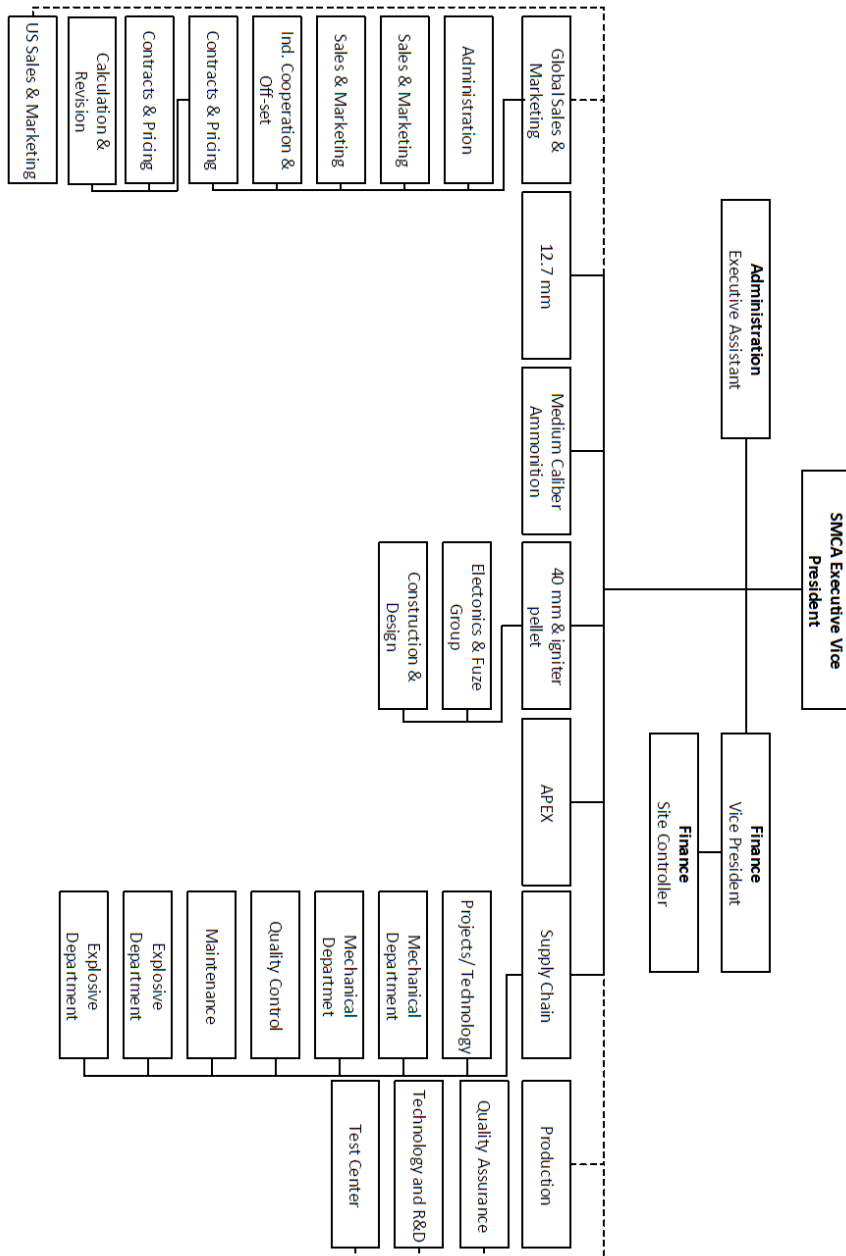 SMCA Executive Vice
President
Administration
Executive Assistant
Finance
Vice President
Finance
Site Controller
Global Sales &
Marketing
12.7 mm
Medium Caliber
Ammonition
40 mm & igniter
pellet
APEX
Supply Chain
Production
Administration
Sales & Marketing
Sales & Marketing
Ind. Cooperation &
Off-set
Contracts & Pricing
Contracts & Pricing
Calculation &
Revision
US Sales & Marketing
Electonics & Fuze
Group
Construction &
Design
Projects/ Technology
Mechanical
Department
Mechanical
Departmet
Quality Control
Maintenance
Explosive
Department
Explosive
Department
Quality Assurance
Technology and R&D
Test Center